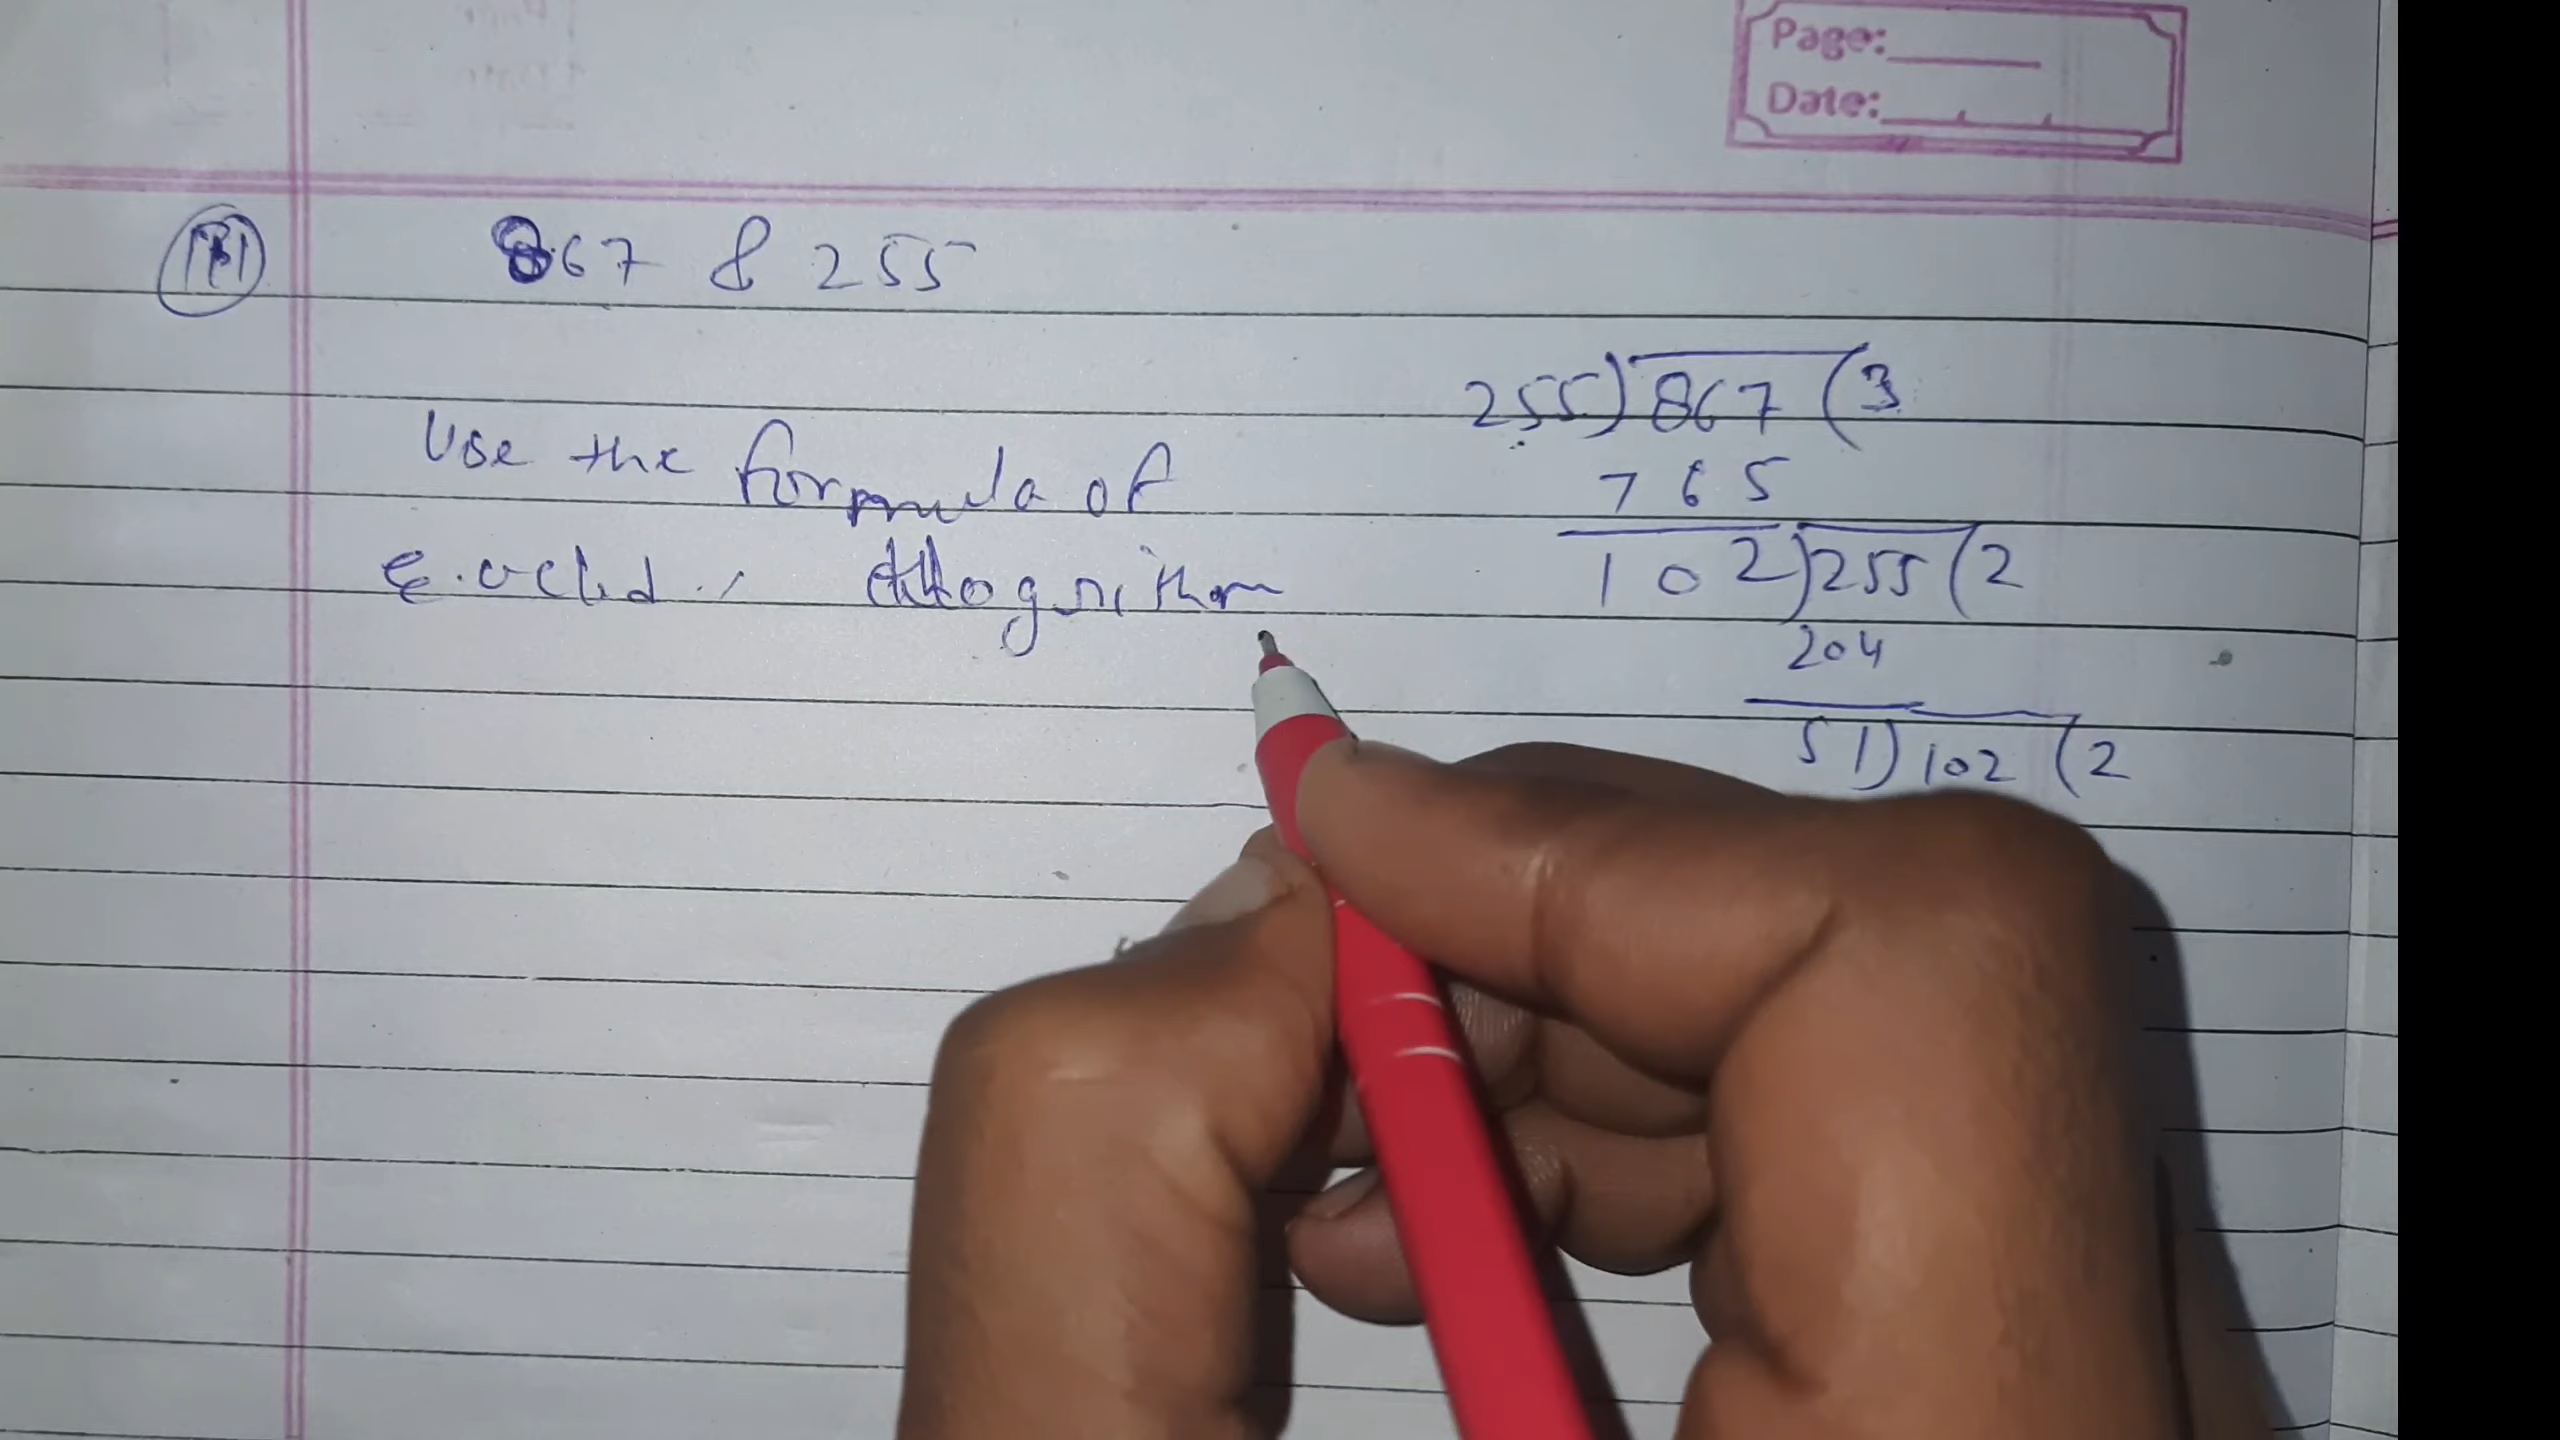 Page:
Date:
867 & 255
255)867(3
Use the formula of
765
102)255(2
204
51)102(2